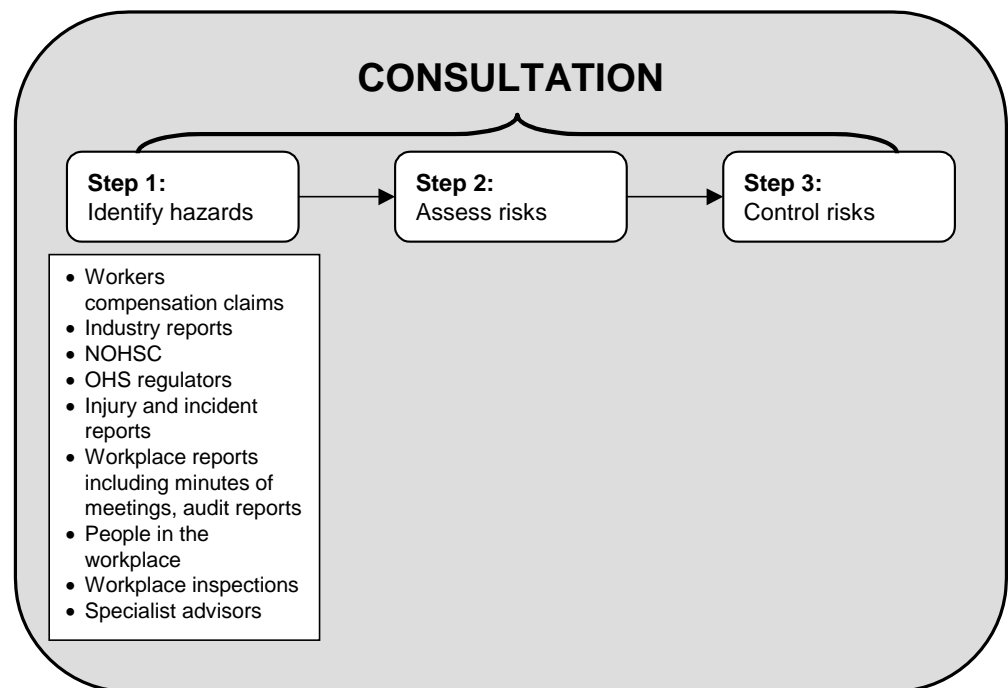 CONSULTATION
Step 1:
Identify hazards
Step 2:
Assess risks
Step 3:
Control risks
• Workers
compensation claims
• Industry reports
• NOHSC
• OHS regulators
• Injury and incident
reports
• Workplace reports
including minutes of
meetings, audit reports
• People in the
workplace
• Workplace inspections
• Specialist advisors